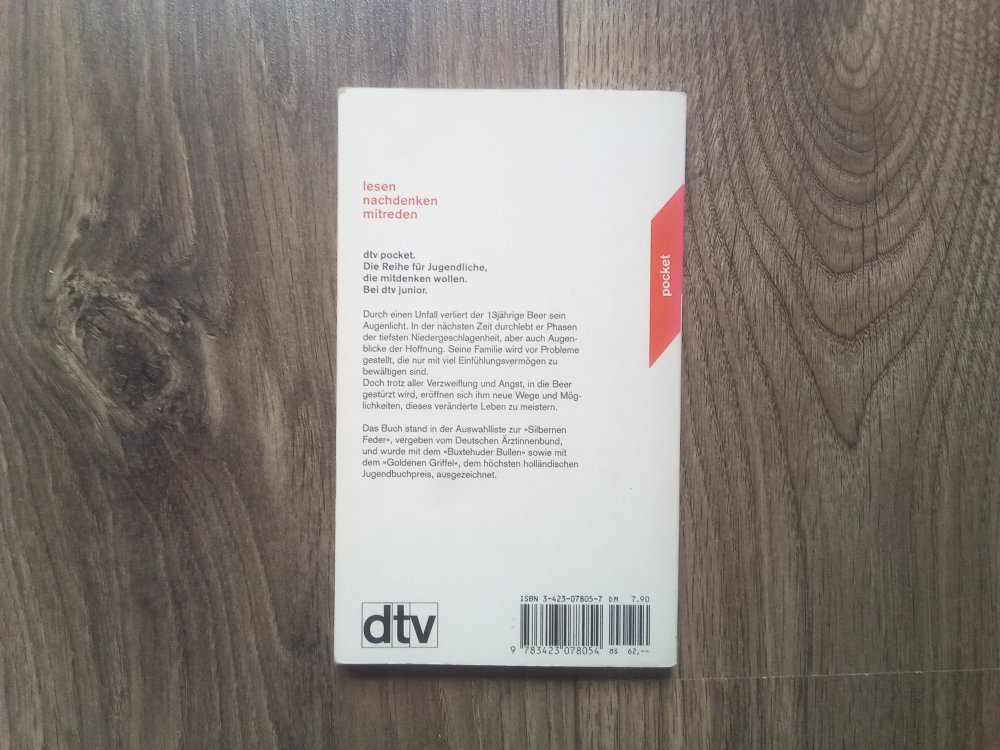 lesen
nachdenken
mitreden
dtv pocket.
Die Reihe für Jugendliche,
die mitdenken wollen.
Bei dtv junior.
Durch einen Unfall verliert der 13jährige Beer sein
Augenlicht. In der nächsten Zeit durchlebt er Phasen
der tiefsten Niedergeschlagenheit, aber auch Augen-
blicke der Hoffnung. Seine Familie wird vor Probleme
gestellt, die nur mit viel Einfühlungsvermögen zu
bewältigen sind.
Doch trotz aller Verzweiflung und Angst, in die Beer
gestürzt wird, eröffnen sich ihm neue Wege und Mög-
lichkeiten, dieses veränderte Leben zu meistern.
Das Buch stand in der Auswahlliste zur »Silbernen
Feder«, vergeben vom Deutschen Ärztinnenbund,
und wurde mit dem »Buxtehuder Bullen« sowie mit
dem »Goldenen Griffel«, dem höchsten holländischen
Jugendbuchpreis, ausgezeichnet.
pocket
dtv
ISBN 3-423-07805-7 DM 7.90
9 783423 078054 öS 62,--